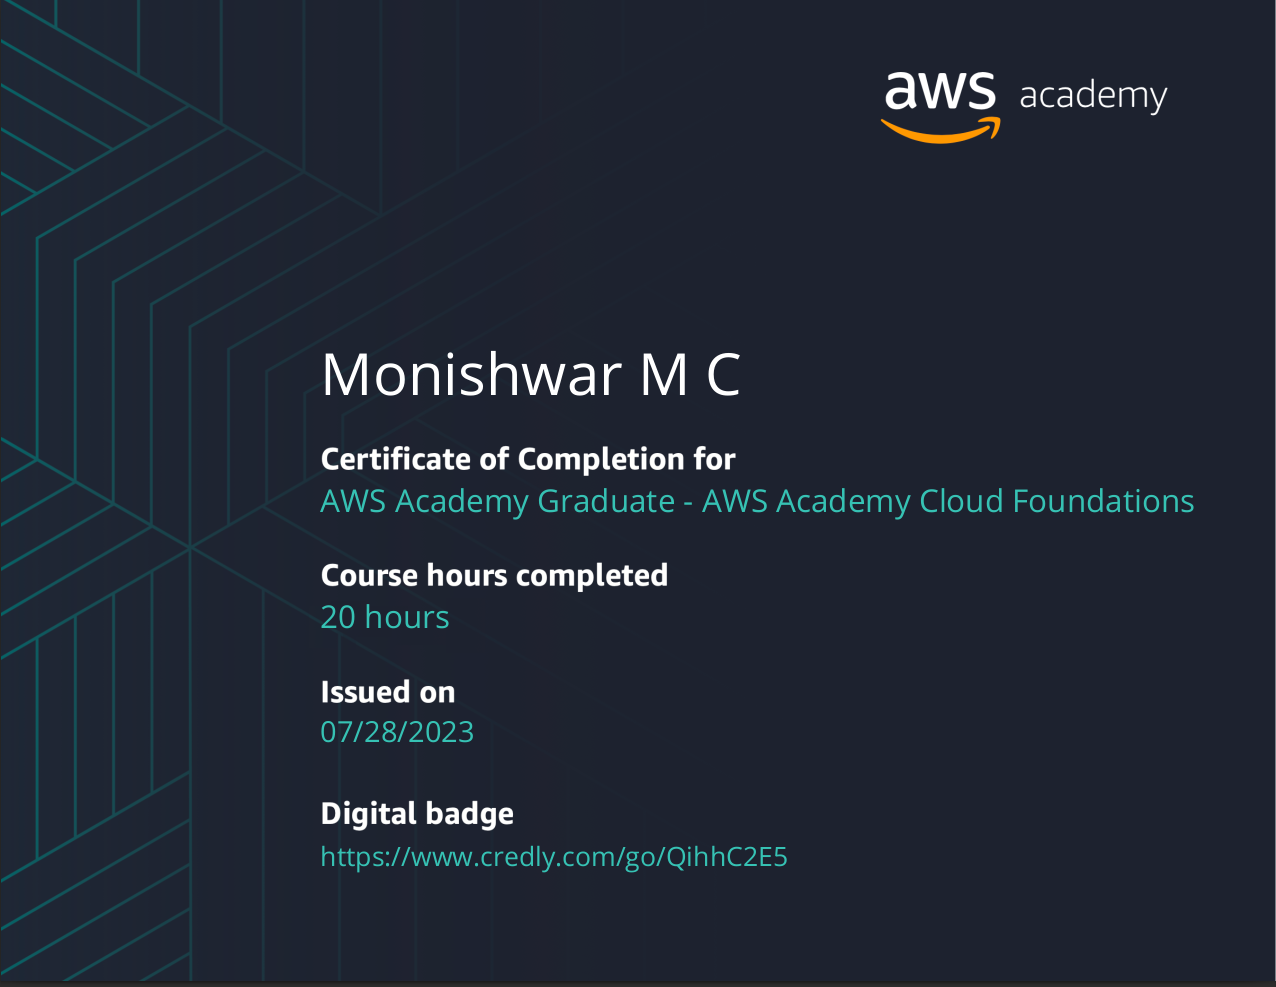 aws academy
Monishwar M C
Certificate of Completion for
AWS Academy Graduate - AWS Academy Cloud Foundations
Course hours completed
20 hours
Issued on
07/28/2023
Digital badge
https://www.credly.com/go/QihhC2E5